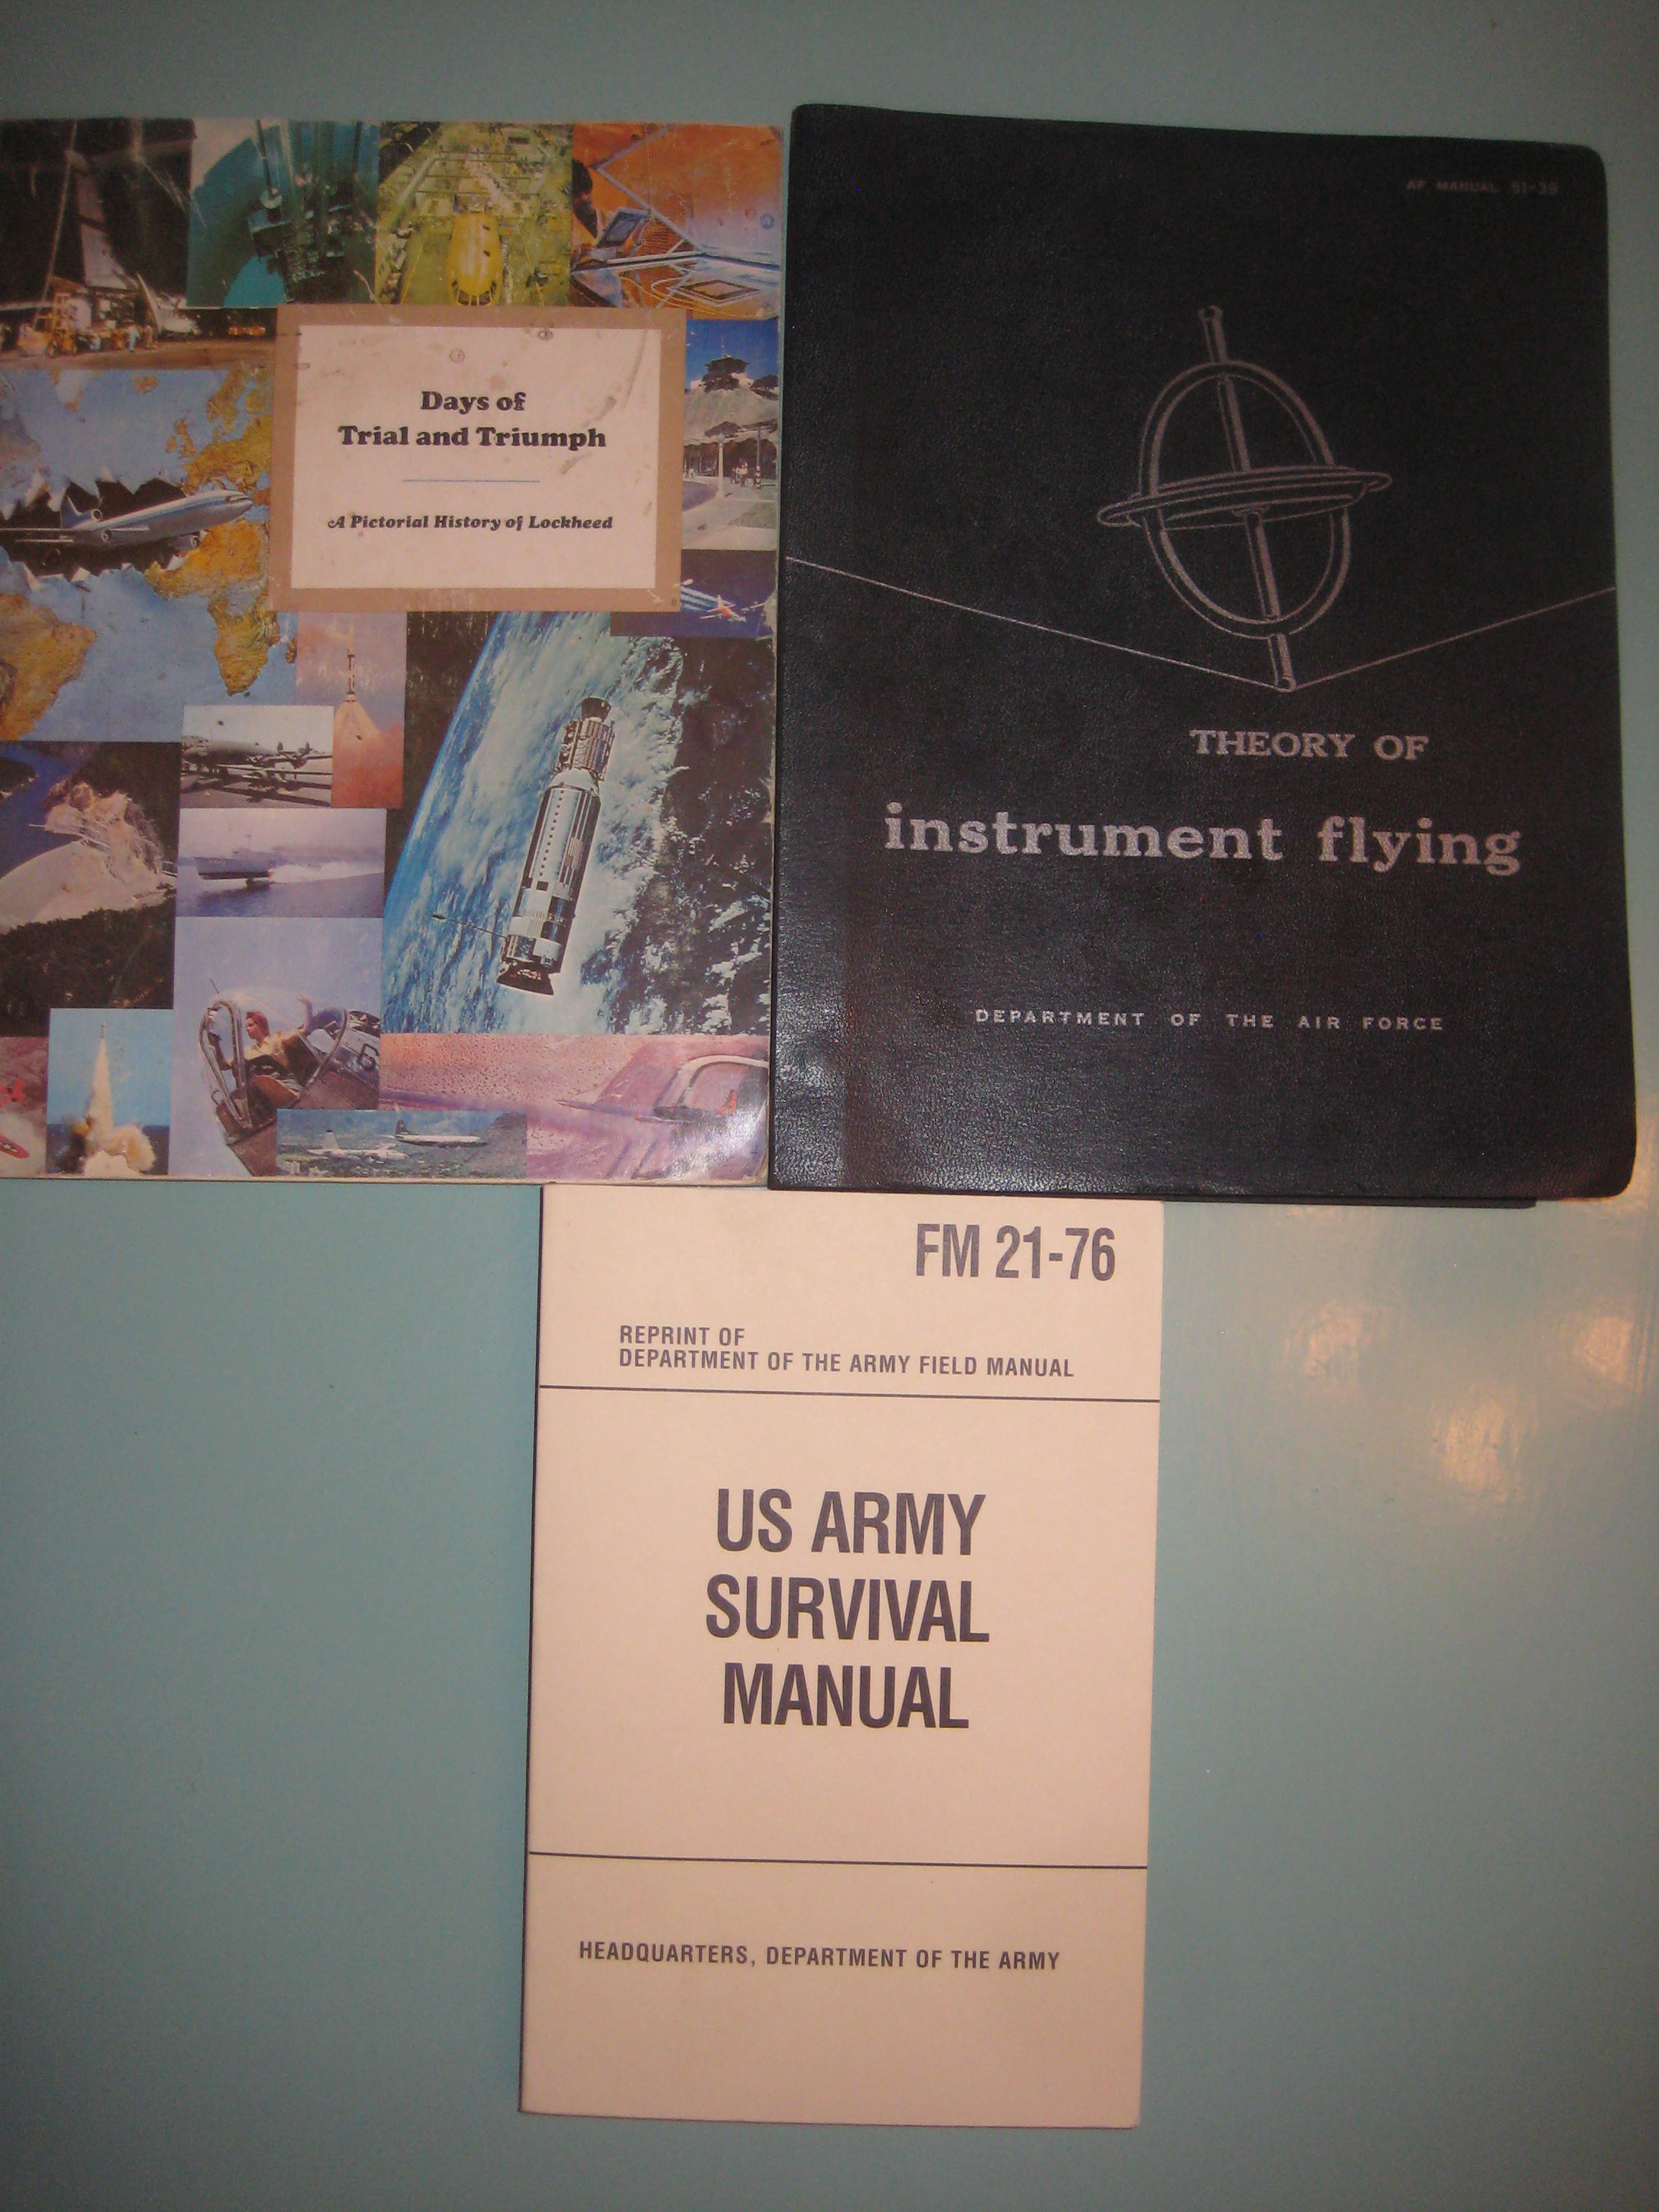 Days of
Trial and Triumph
A Pictorial History of Lockheed
AF MANUAL 51-38
THEORY OF
instrument flying
DEPARTMENT OF THE AIR FORCE
FM 21-76
REPRINT OF
DEPARTMENT OF THE ARMY FIELD MANUAL
US ARMY
SURVIVAL
MANUAL
HEADQUARTERS, DEPARTMENT OF THE ARMY